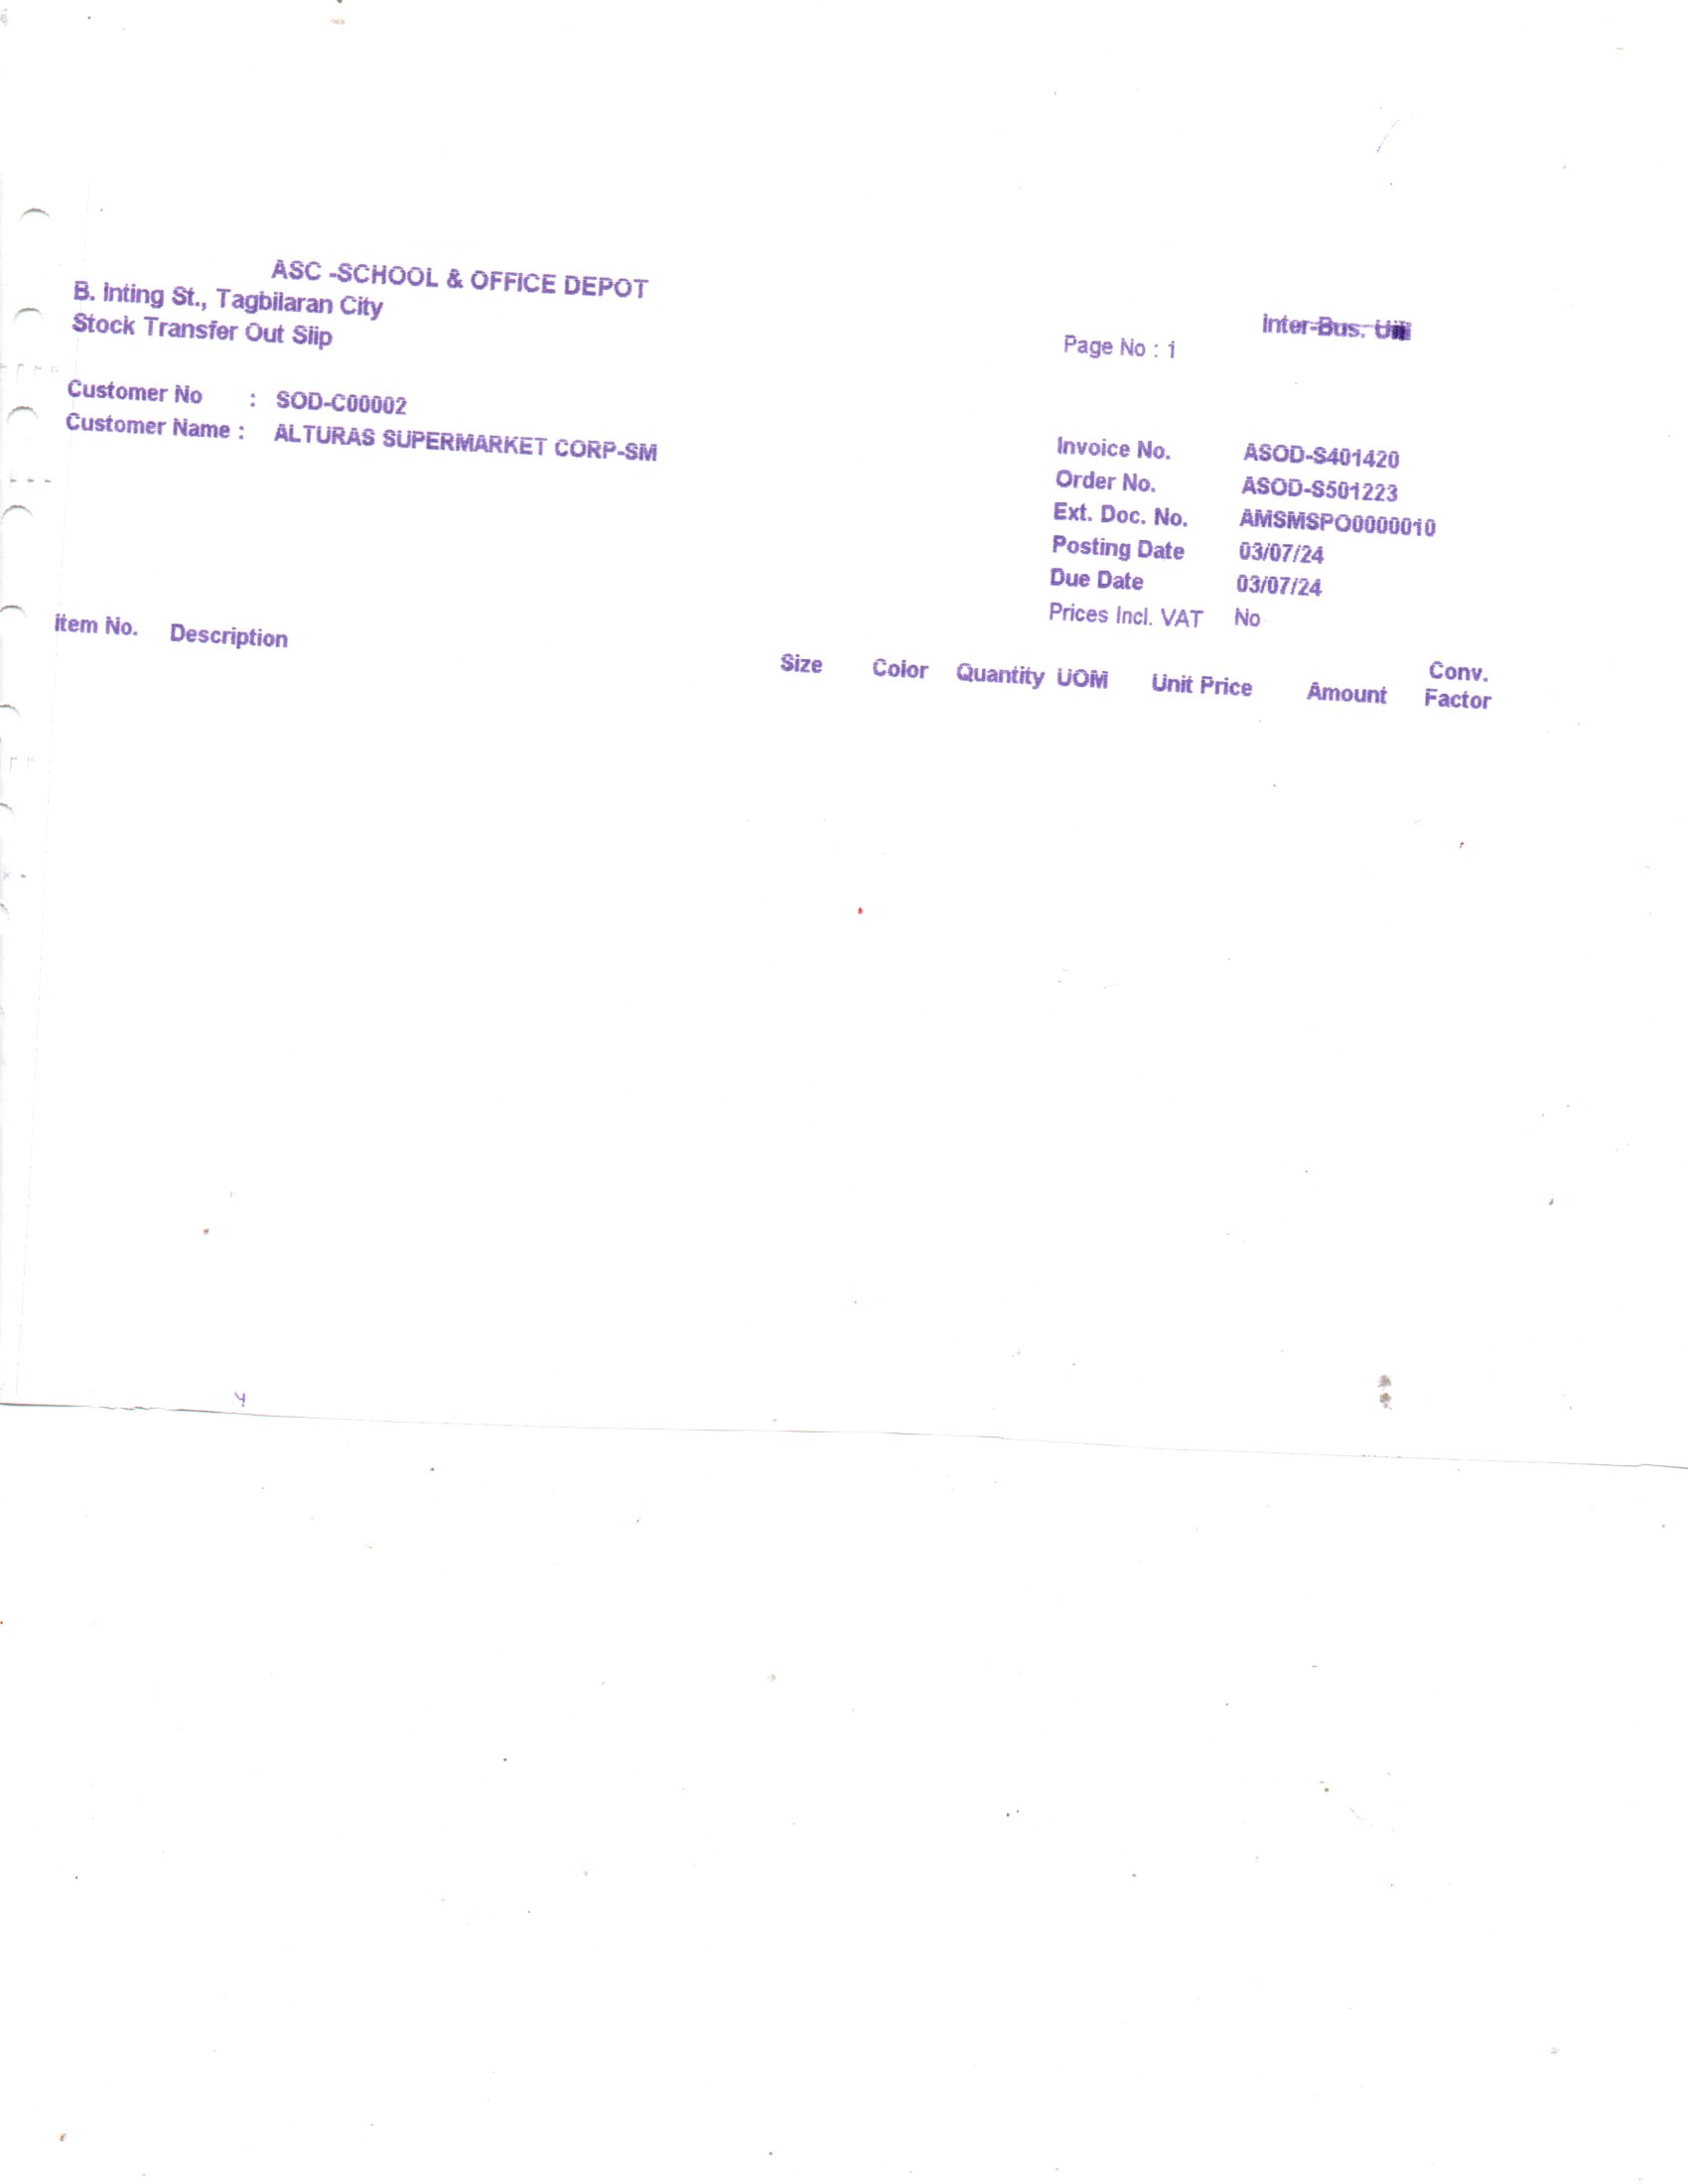 ASC -SCHOOL & OFFICE DEPOT
B. Inting St., Tagbilaran City
Stock Transfer Out Slip
Inter-Bus.
Page No : 1
Customer No : SOD-C00002
Customer Name : ALTURAS SUPERMARKET CORP-SM
Invoice No. ASOD-S401420
Order No. ASOD-S501223
Ext. Doc. No. AMSMSPO0000010
Posting Date 03/07/24
Due Date 03/07/24
Prices Incl. VAT No
Item No. Description Size Color Quantity UOM Unit Price Amount Conv. Factor